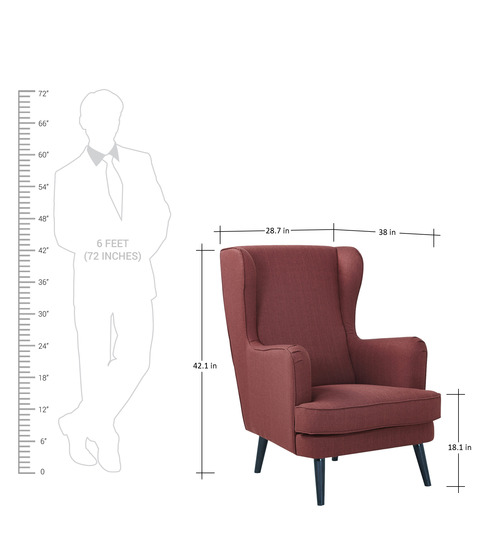 72"
66"
60"
54"
48"
42"
36"
30"
24"
18"
12"
6"
0
6 FEET
(72 INCHES)
28.7 in
38 in
42.1 in
18.1 in